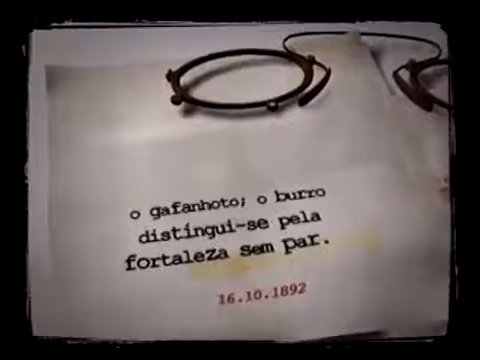 o gafanhoto; o burro
distingui-se pela
fortaleza sem par.
16.10.1892